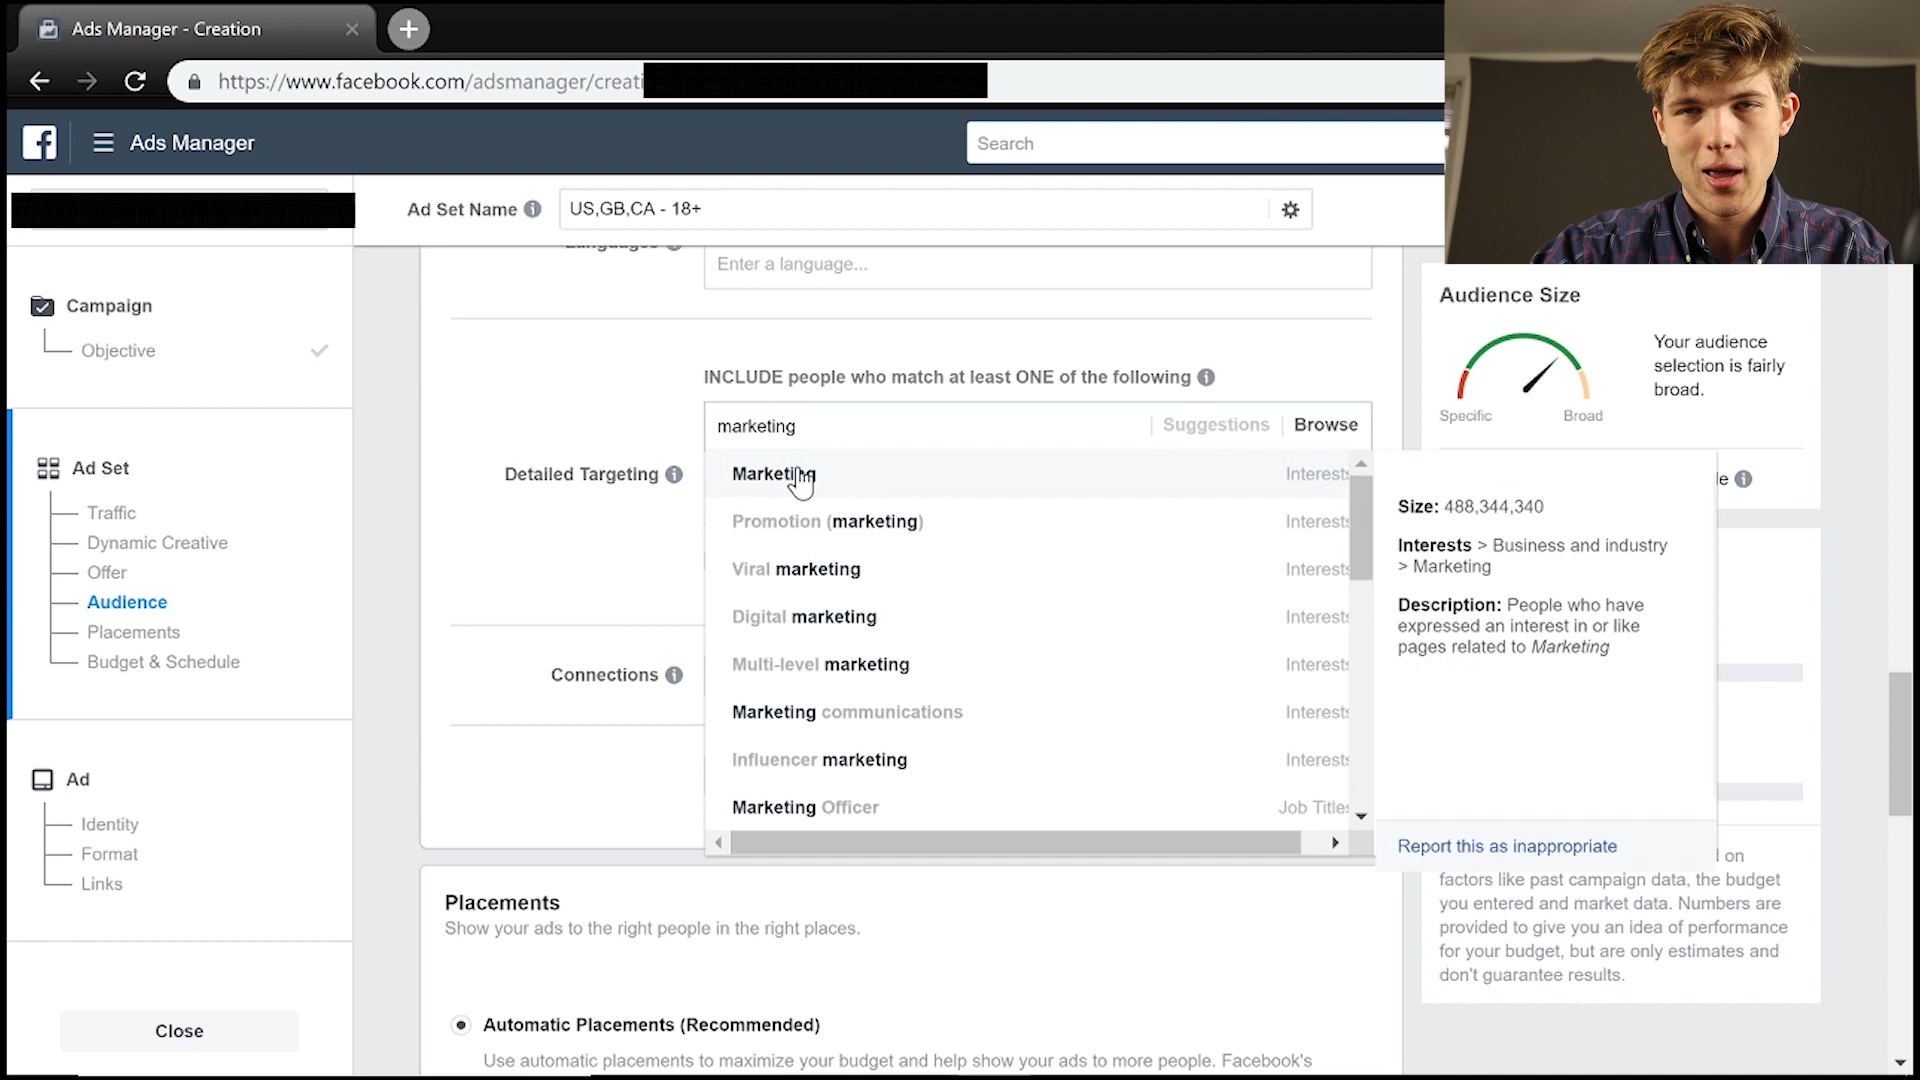 Ads Manager - Creation
https://www.facebook.com/adsmanager/creati
Ads Manager
Search
Ad Set Name
US,GB,CA - 18+
Languages
Enter a language...
Campaign
Objective
Ad Set
Traffic
Dynamic Creative
Offer
Audience
Placements
Budget & Schedule
Ad
Identity
Format
Links
Close
INCLUDE people who match at least ONE of the following
marketing
Suggestions
Browse
Detailed Targeting
Marketing Interests
Promotion (marketing) Interests
Viral marketing Interests
Digital marketing Interests
Multi-level marketing Interests
Marketing communications Interests
Influencer marketing Interests
Marketing Officer Job Titles
Connections
Placements
Show your ads to the right people in the right places.
Automatic Placements (Recommended)
Use automatic placements to maximize your budget and help show your ads to more people. Facebook's
Audience Size
Specific
Broad
Your audience
selection is fairly
broad.
Size: 488,344,340
Interests > Business and industry
> Marketing
Description: People who have
expressed an interest in or like
pages related to Marketing
Report this as inappropriate
on
factors like past campaign data, the budget
you entered and market data. Numbers are
provided to give you an idea of performance
for your budget, but are only estimates and
don't guarantee results.